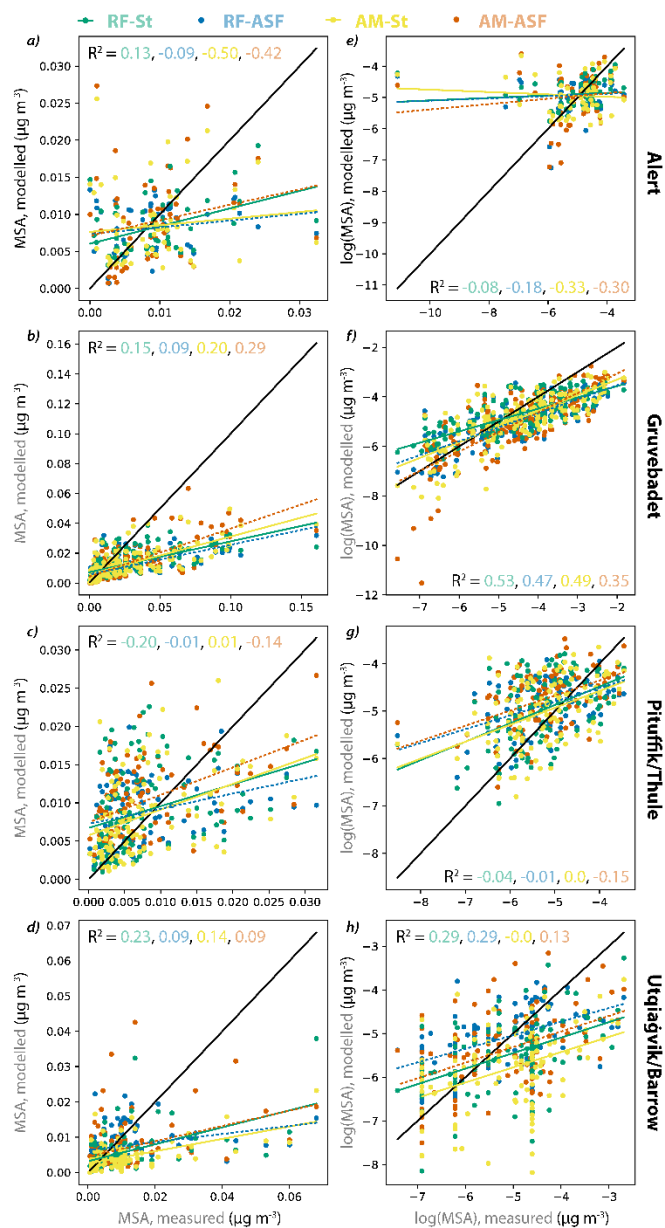 RF-St RF-ASF AM-St AM-ASF
a)
R² = 0.13, -0.09, -0.50, -0.42
MSA, modelled (µg m⁻³)
0.030
0.025
0.020
0.015
0.010
0.005
0.000
0.00 0.01 0.02 0.03
e)
log(MSA), modelled (µg m⁻³)
-4
-5
-6
-7
-8
-9
-10
-11
R² = -0.08, -0.18, -0.33, -0.30
-10 -8 -6 -4
Alert
b)
R² = 0.15, 0.09, 0.20, 0.29
MSA, modelled (µg m⁻³)
0.16
0.14
0.12
0.10
0.08
0.06
0.04
0.02
0.00
0.00 0.05 0.10 0.15
f)
log(MSA), modelled (µg m⁻³)
-2
-4
-6
-8
-10
-12
R² = 0.53, 0.47, 0.49, 0.35
-7 -6 -5 -4 -3 -2
Gruvebadet
c)
R² = -0.20, -0.01, 0.01, -0.14
MSA, modelled (µg m⁻³)
0.030
0.025
0.020
0.015
0.010
0.005
0.000
0.000 0.005 0.010 0.015 0.020 0.025 0.030
g)
log(MSA), modelled (µg m⁻³)
-4
-5
-6
-7
-8
R² = -0.04, -0.01, 0.0, -0.15
-8 -7 -6 -5 -4
Pituffik/Thule
d)
R² = 0.23, 0.09, 0.14, 0.09
MSA, modelled (µg m⁻³)
0.07
0.06
0.05
0.04
0.03
0.02
0.01
0.00
0.00 0.02 0.04 0.06
MSA, measured (µg m⁻³)
h)
R² = 0.29, 0.29, -0.0, 0.13
log(MSA), modelled (µg m⁻³)
-3
-4
-5
-6
-7
-8
-7 -6 -5 -4 -3
log(MSA), measured (µg m⁻³)
Utqiaġvik/Barrow